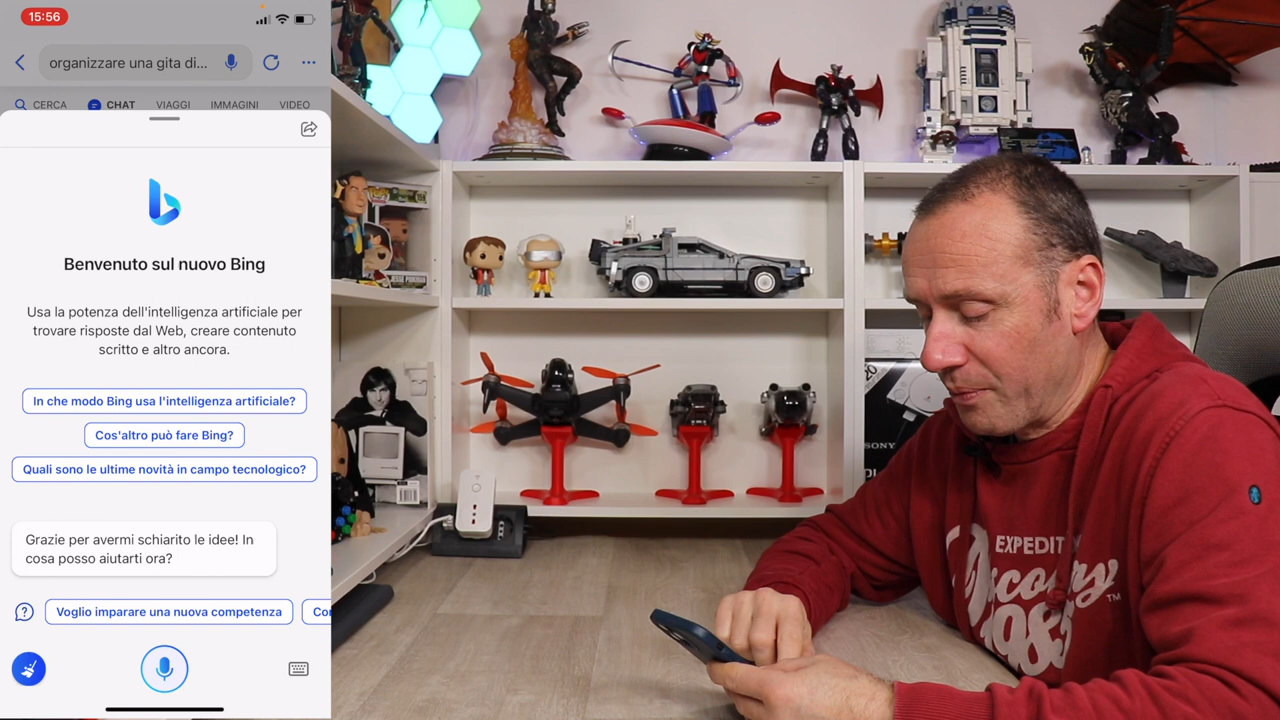 15:56
organizzare una gita di...
CERCA
CHAT
VIAGGI
IMMAGINI
VIDEO
Benvenuto sul nuovo Bing
Usa la potenza dell'intelligenza artificiale per
trovare risposte dal Web, creare contenuto
scritto e altro ancora.
In che modo Bing usa l'intelligenza artificiale?
Cos'altro può fare Bing?
Quali sono le ultime novità in campo tecnologico?
Grazie per avermi schiarito le idee! In
cosa posso aiutarti ora?
Voglio imparare una nuova competenza
SONY
EXPEDIT
Discovery
1985
TM